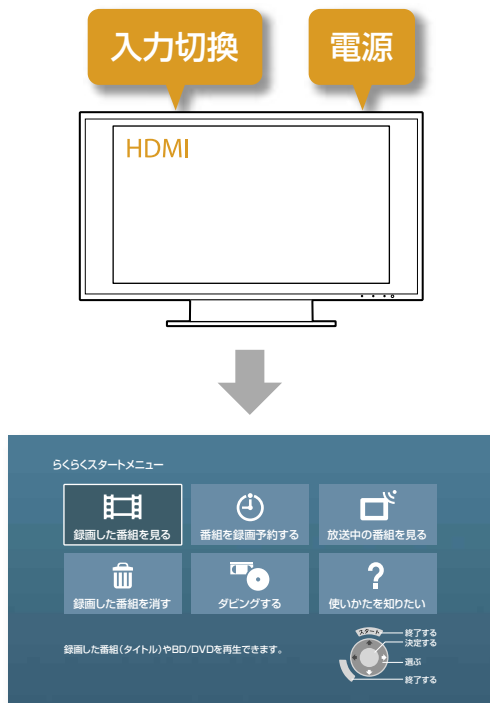 入力切換
電源
HDMI
らくらくスタートメニュー
録画した番組を見る
番組を録画予約する
放送中の番組を見る
録画した番組を消す
ダビングする
使いかたを知りたい
録画した番組(タイトル)やBD/DVDを再生できます。
スタート
終了する
決定する
選ぶ
終了する